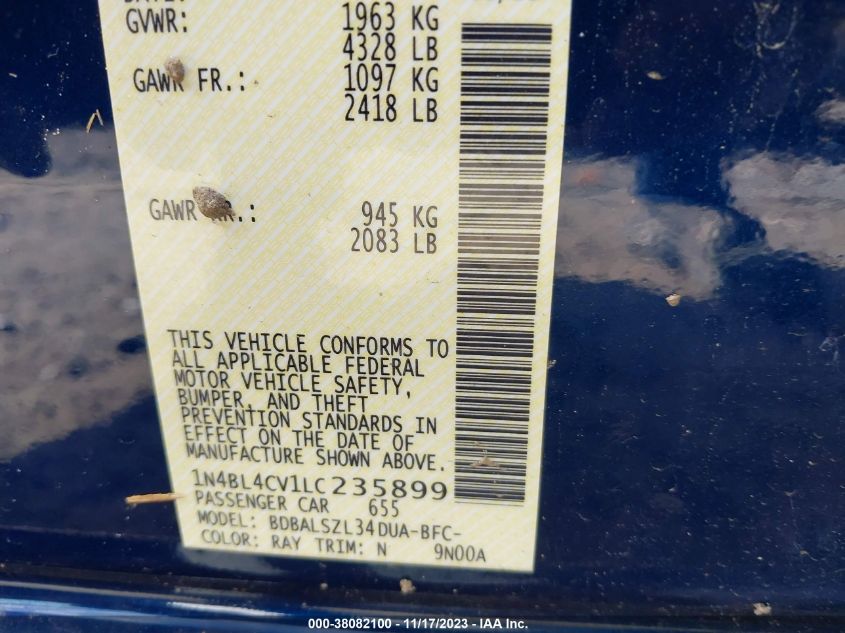 GVWR: 1963 KG
4328 LB
GAWR FR.: 1097 KG
2418 LB
GAWR 945 KG
2083 LB
THIS VEHICLE CONFORMS TO
ALL APPLICABLE FEDERAL
MOTOR VEHICLE SAFETY,
BUMPER, AND THEFT
PREVENTION STANDARDS IN
EFFECT ON THE DATE OF
MANUFACTURE SHOWN ABOVE.
1N4BL4CV1LC235899
PASSENGER CAR 655
MODEL: BDBALSZL34DUA-BFC-
COLOR: RAY TRIM: N 9N00A
000-38082100 - 11/17/2023 - IAA Inc.